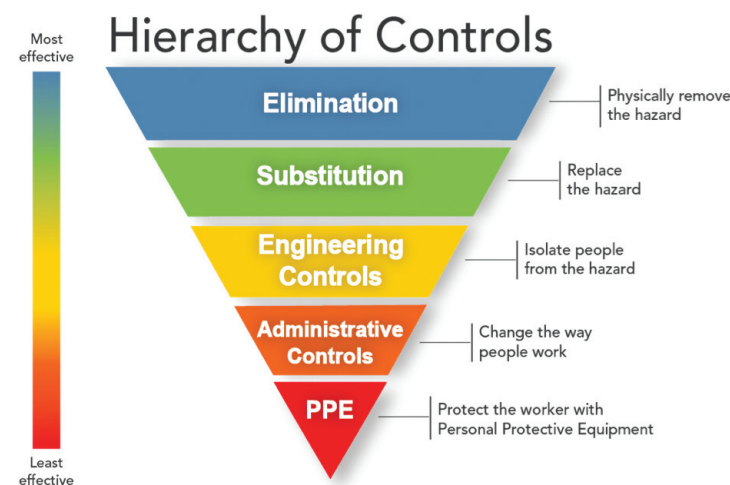 Hierarchy of Controls
Most
effective
Elimination
Physically remove
the hazard
Substitution
Replace
the hazard
Engineering
Controls
Isolate people
from the hazard
Administrative
Controls
Change the way
people work
PPE
Protect the worker with
Personal Protective Equipment
Least
effective